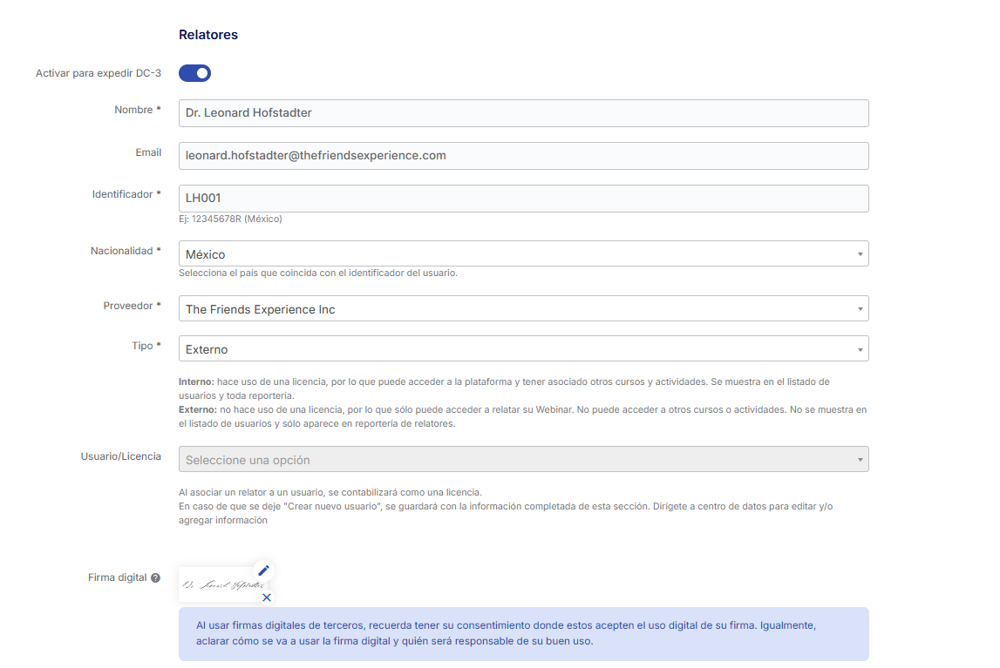 Relatores
Activar para expedir DC-3
Nombre *
Dr. Leonard Hofstadter
Email
leonard.hofstadter@thefriendsexperience.com
Identificador *
LH001
Ej: 12345678R (México)
Nacionalidad *
México
Selecciona el país que coincida con el identificador del usuario.
Proveedor *
The Friends Experience Inc
Tipo *
Externo
Interno: hace uso de una licencia, por lo que puede acceder a la plataforma y tener asociado otros cursos y actividades. Se muestra en el listado de
usuarios y toda reportería.
Externo: no hace uso de una licencia, por lo que sólo puede acceder a relatar su Webinar. No puede acceder a otros cursos o actividades. No se muestra en
el listado de usuarios y sólo aparece en reportería de relatores.
Usuario/Licencia
Seleccione una opción
Al asociar un relator a un usuario, se contabilizará como una licencia.
En caso de que se deje "Crear nuevo usuario", se guardará con la información completada de esta sección. Dirígete a centro de datos para editar y/o
agregar información
Firma digital
Dr. Leonard Hofstadter
Al usar firmas digitales de terceros, recuerda tener su consentimiento donde estos acepten el uso digital de su firma. Igualmente,
aclarar cómo se va a usar la firma digital y quién será responsable de su buen uso.